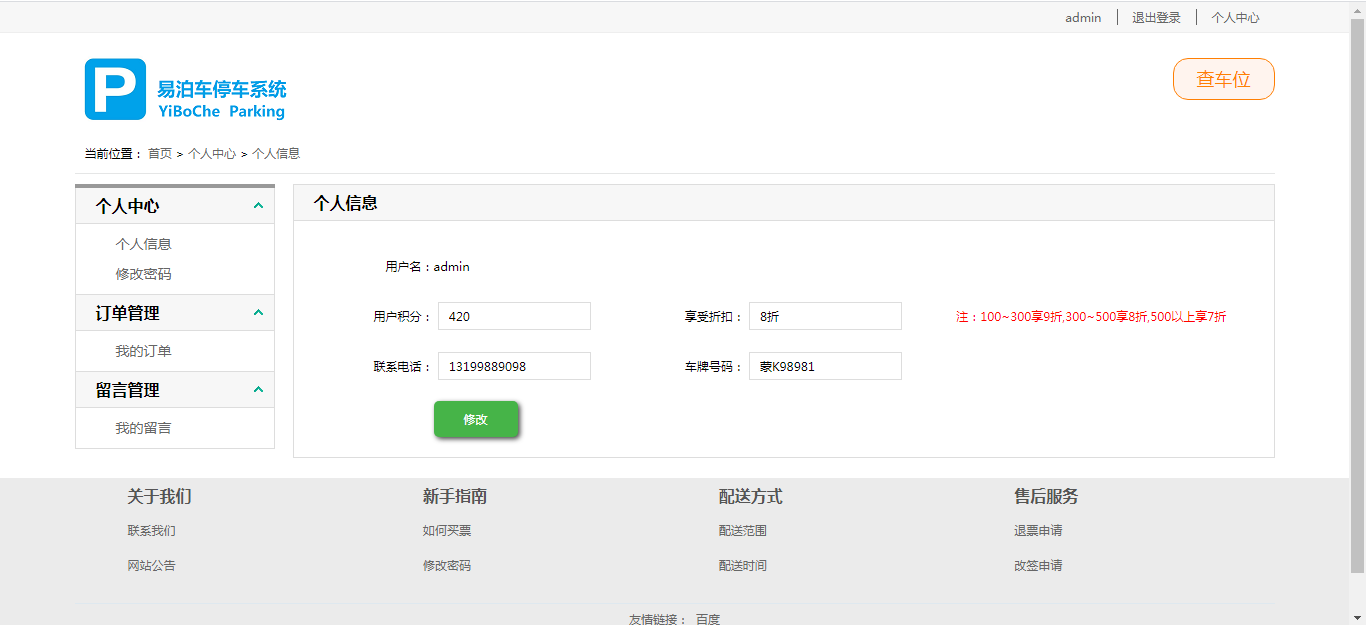 admin 退出登录 个人中心
P 易泊车停车系统
YiBoChe Parking
查车位
当前位置： 首页 > 个人中心 > 个人信息
个人中心
个人信息
修改密码
订单管理
我的订单
留言管理
我的留言
个人信息
用户名：admin
用户积分： 420 享受折扣： 8折 注：100~300享9折,300~500享8折,500以上享7折
联系电话： 13199889098 车牌号码： 蒙K98981
修改
关于我们 新手指南 配送方式 售后服务
联系我们 如何买票 配送范围 退票申请
网站公告 修改密码 配送时间 改签申请
友情链接： 百度